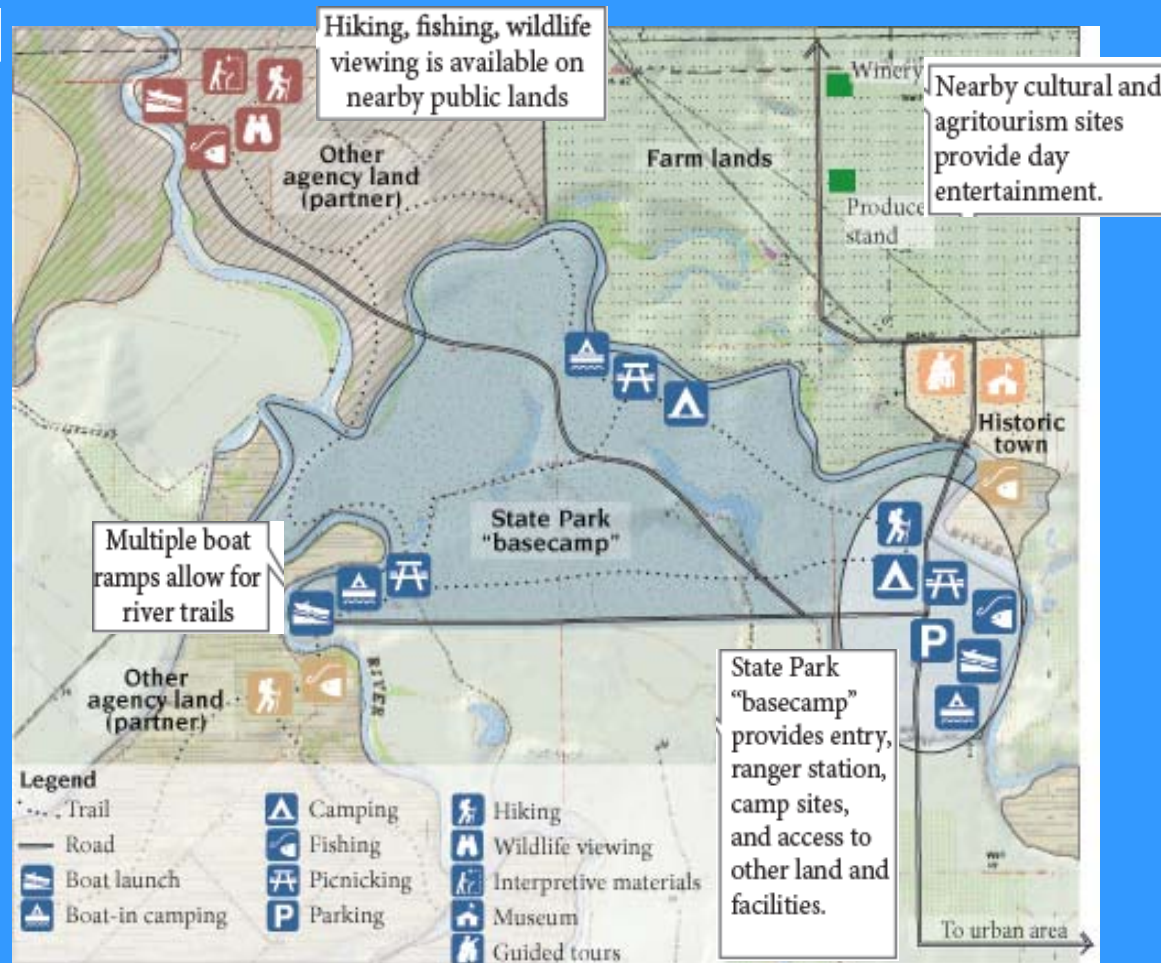 Hiking, fishing, wildlife
viewing is available on
nearby public lands
Winery
Nearby cultural and
agritourism sites
provide day
entertainment.
Other
agency land
(partner)
Farm lands
Produce
stand
Historic
town
State Park
"basecamp"
Multiple boat
ramps allow for
river trails
P
Other
agency land
(partner)
RIVER
State Park
"basecamp"
provides entry,
ranger station,
camp sites,
and access to
other land and
facilities.
Legend
Trail
Road
Boat launch
Boat-in camping
Camping
Fishing
Picnicking
P Parking
Hiking
Wildlife viewing
Interpretive materials
Museum
Guided tours
To urban area